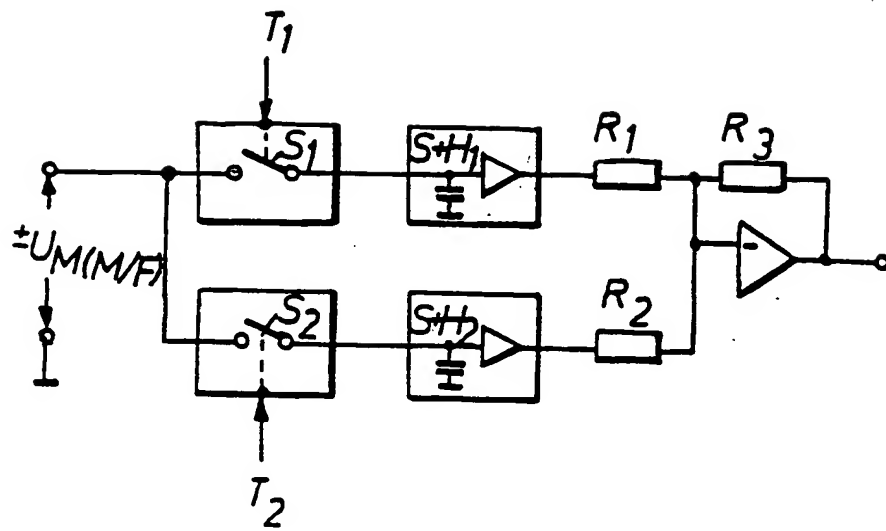 T1
S1
S+H1
R1
R3
±UM(M/F)
-
S2
S+H2
R2
T2